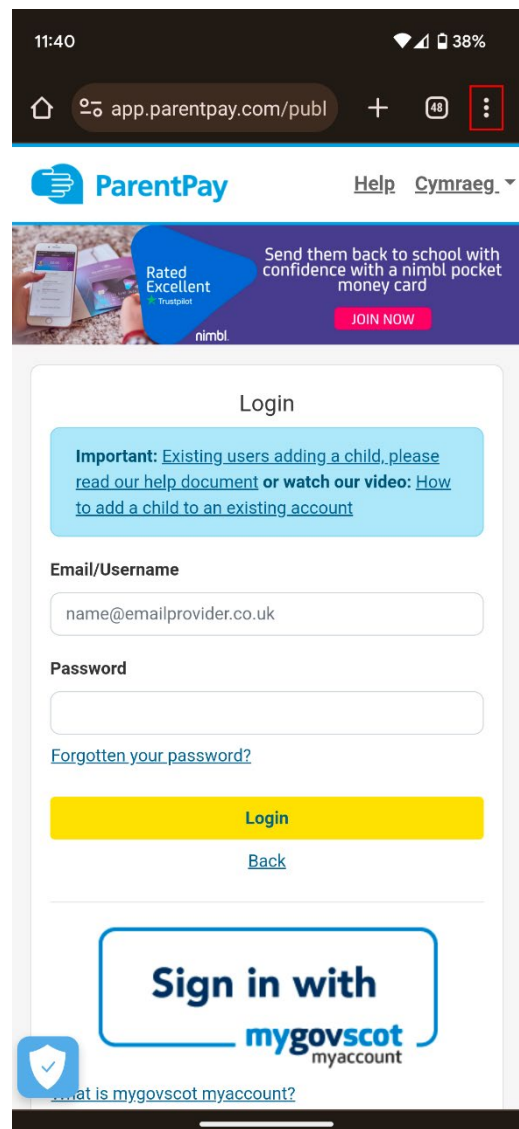 11:40 38%
app.parentpay.com/publ 48
ParentPay Help Cymraeg
Rated
Excellent
Trustpilot
nimbl.
Send them back to school with
confidence with a nimbl pocket
money card
JOIN NOW
Login
Important: Existing users adding a child, please
read our help document or watch our video: How
to add a child to an existing account
Email/Username
name@emailprovider.co.uk
Password
Forgotten your password?
Login
Back
Sign in with
mygovscot
myaccount
at is mygovscot myaccount?